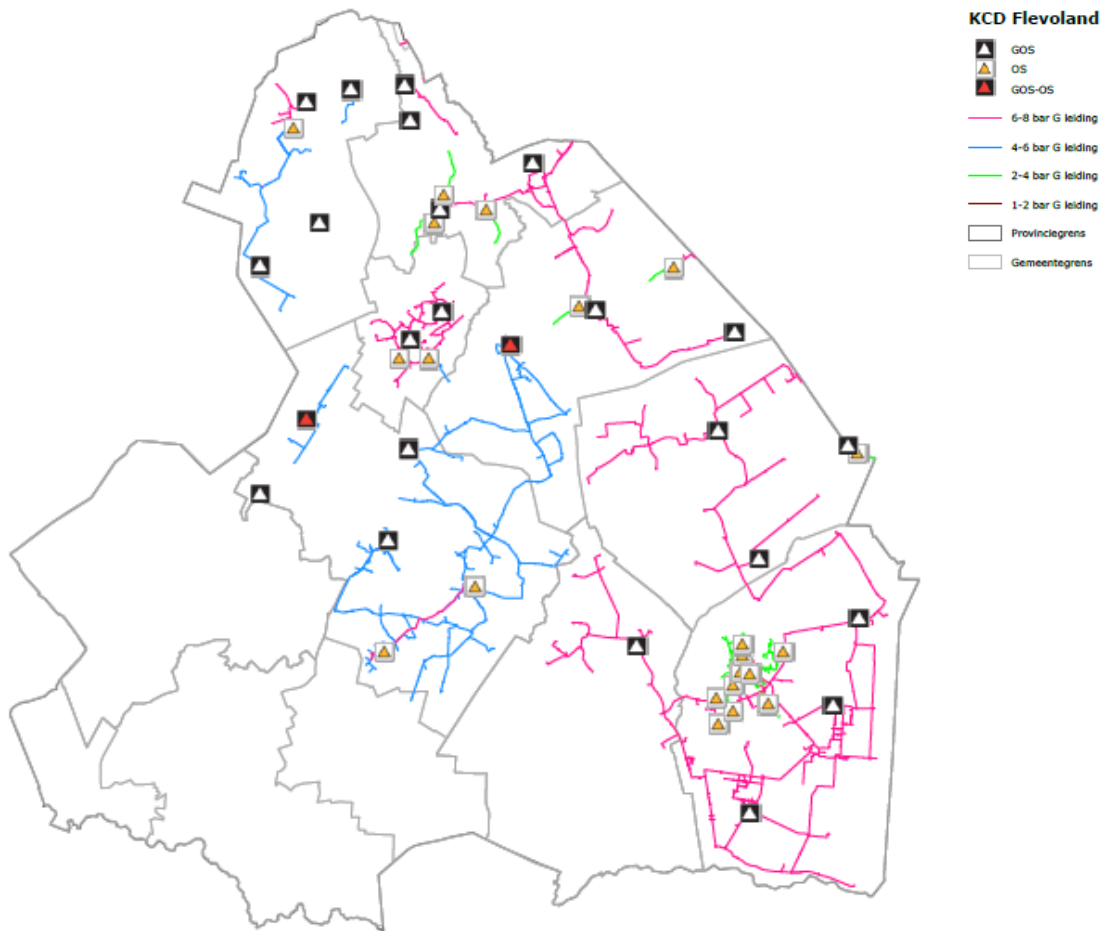 KCD Flevoland
GOS
OS
GOS-OS
6-8 bar G leiding
4-6 bar G leiding
2-4 bar G leiding
1-2 bar G leiding
Provinciegrens
Gemeentegrens